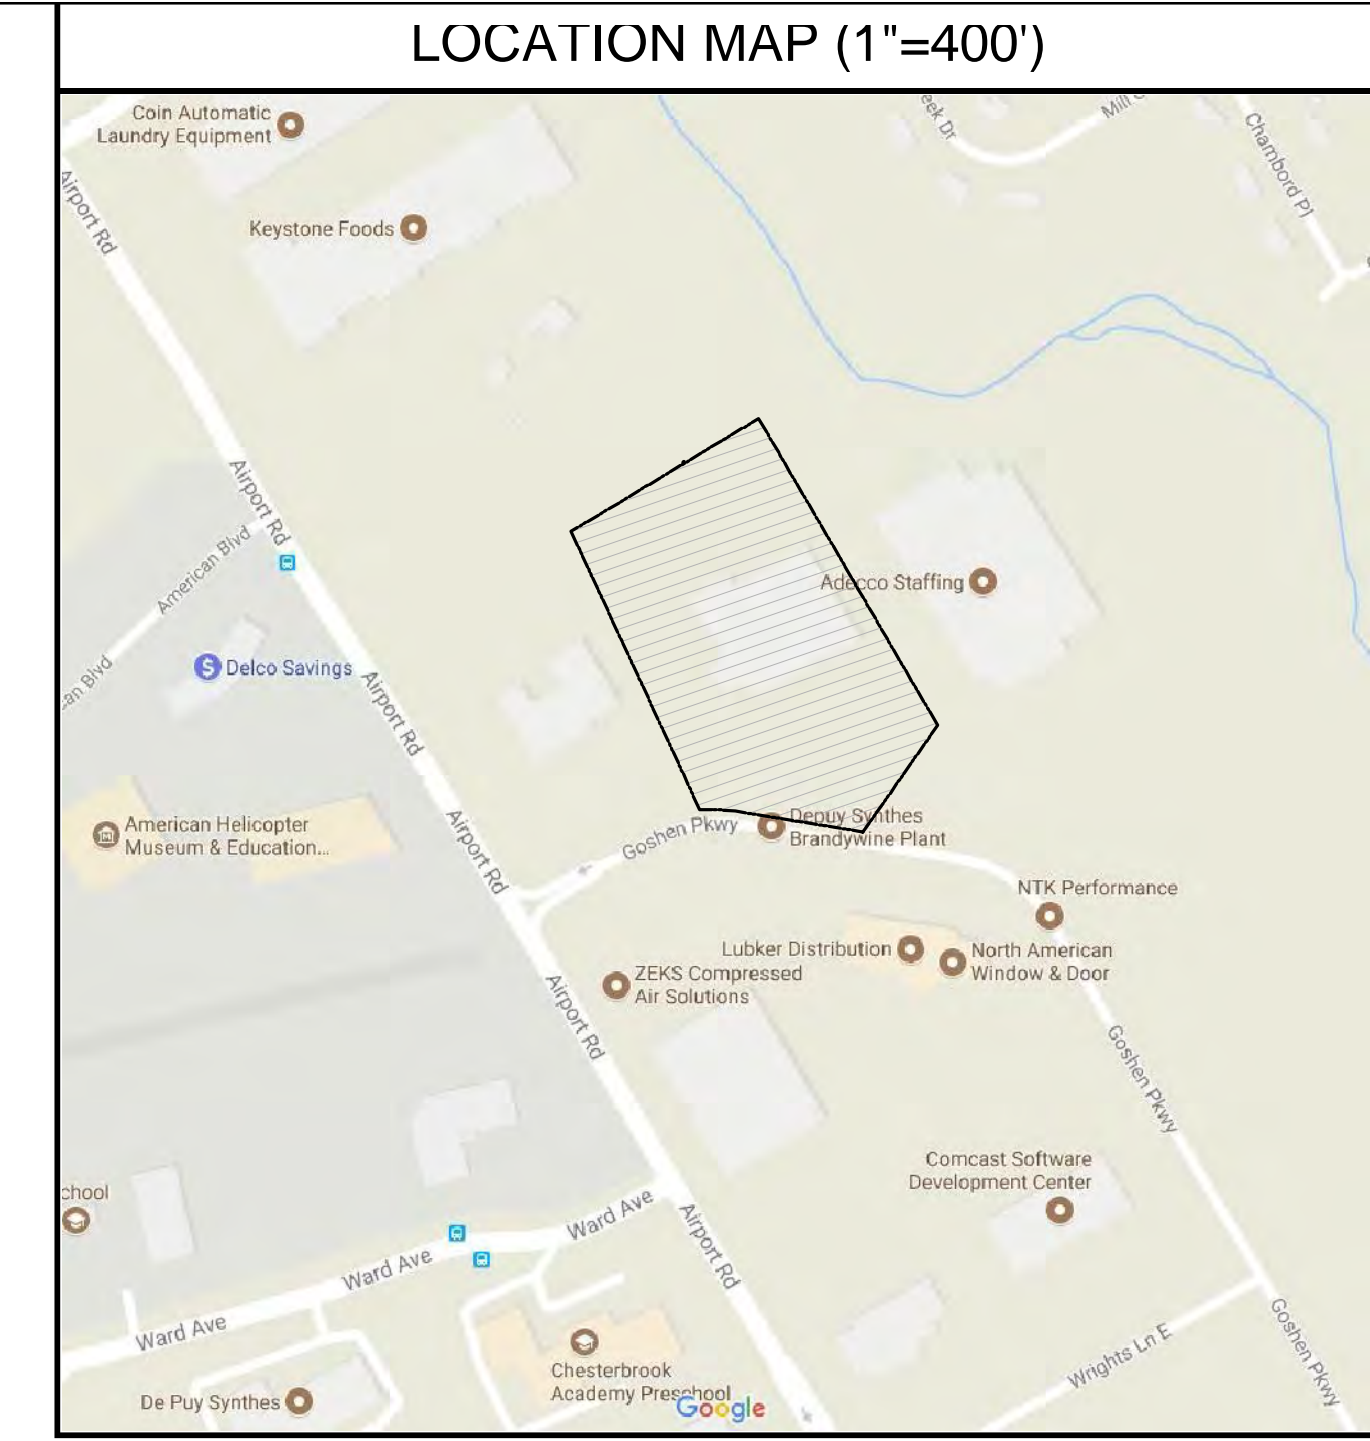 LOCATION MAP (1"=400')
Coin Automatic
Laundry Equipment
eek Dr
Chambord Pl
Airport Rd
Keystone Foods
Airport Rd
American Blvd
Adecco Staffing
Delco Savings
can Blvd
Airport Rd
American Helicopter
Museum & Education...
Airport Rd
Goshen Pkwy
Depuy Synthes
Brandywine Plant
NTK Performance
Lubker Distribution
North American
Window & Door
ZEKS Compressed
Air Solutions
Airport Rd
Goshen Pkwy
Comcast Software
Development Center
chool
Ward Ave
Ward Ave
Airport Rd
Ward Ave
Goshen Pkwy
Wrights Ln E
Chesterbrook
Academy Preschool
De Puy Synthes
Google